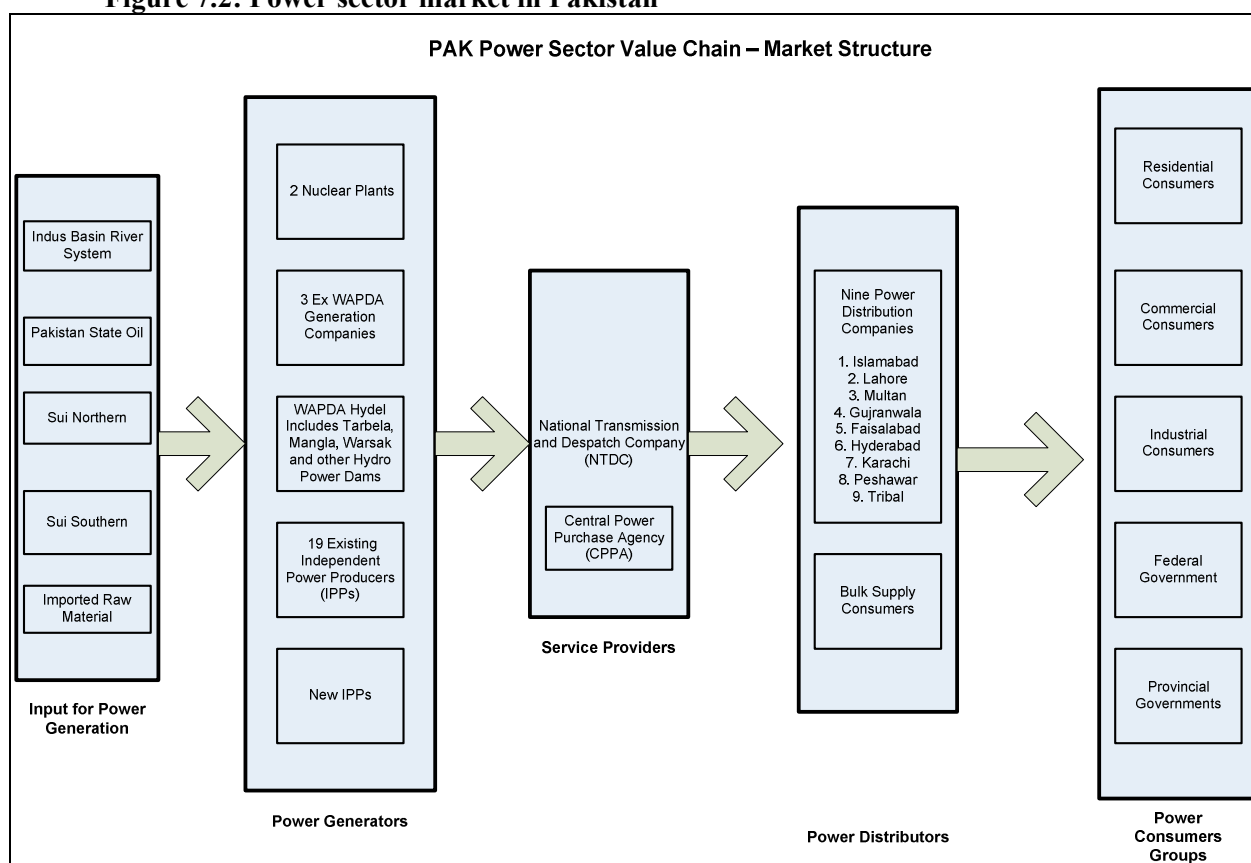 Figure 7.2: Power sector market in Pakistan
PAK Power Sector Value Chain – Market Structure
Indus Basin River
System
Pakistan State Oil
Sui Northern
Sui Southern
Imported Raw
Material
Input for Power
Generation
2 Nuclear Plants
3 Ex WAPDA
Generation
Companies
WAPDA Hydel
Includes Tarbela,
Mangla, Warsak
and other Hydro
Power Dams
19 Existing
Independent
Power Producers
(IPPs)
New IPPs
Power Generators
National Transmission
and Despatch Company
(NTDC)
Central Power
Purchase Agency
(CPPA)
Service Providers
Nine Power
Distribution
Companies
1. Islamabad
2. Lahore
3. Multan
4. Gujranwala
5. Faisalabad
6. Hyderabad
7. Karachi
8. Peshawar
9. Tribal
Bulk Supply
Consumers
Power Distributors
Residential
Consumers
Commercial
Consumers
Industrial
Consumers
Federal
Government
Provincial
Governments
Power
Consumers
Groups